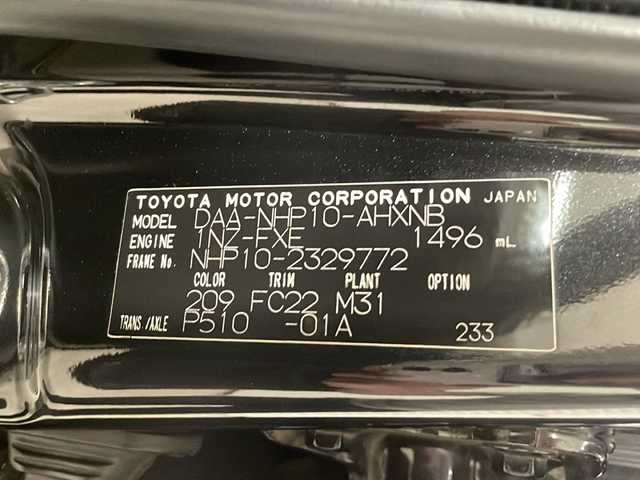 TOYOTA MOTOR CORPORATION JAPAN
MODEL DAA-NHP10-AHXNB
ENGINE 1NZ-FXE 1496 mL
FRAME No. NHP10-2329772
COLOR TRIM PLANT OPTION
209 FC22 M31
TRANS./AXLE P510 -01A 233